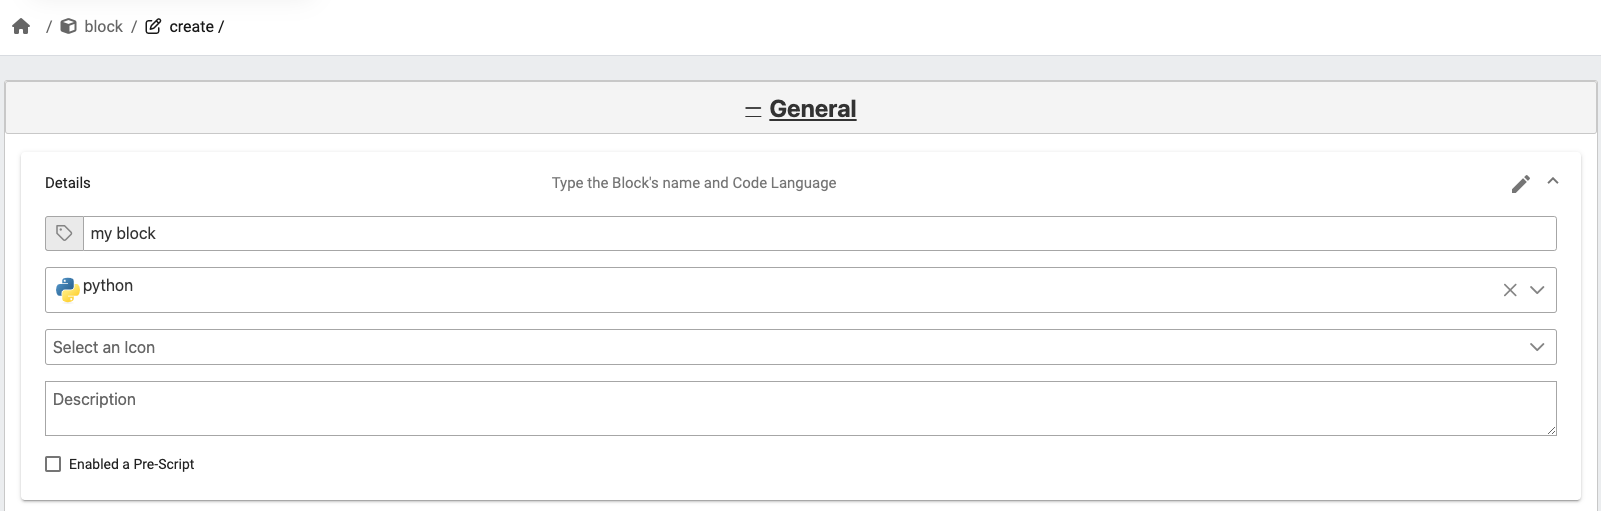 / block / create /
General
Details Type the Block's name and Code Language
my block
python
Select an Icon
Description
Enabled a Pre-Script